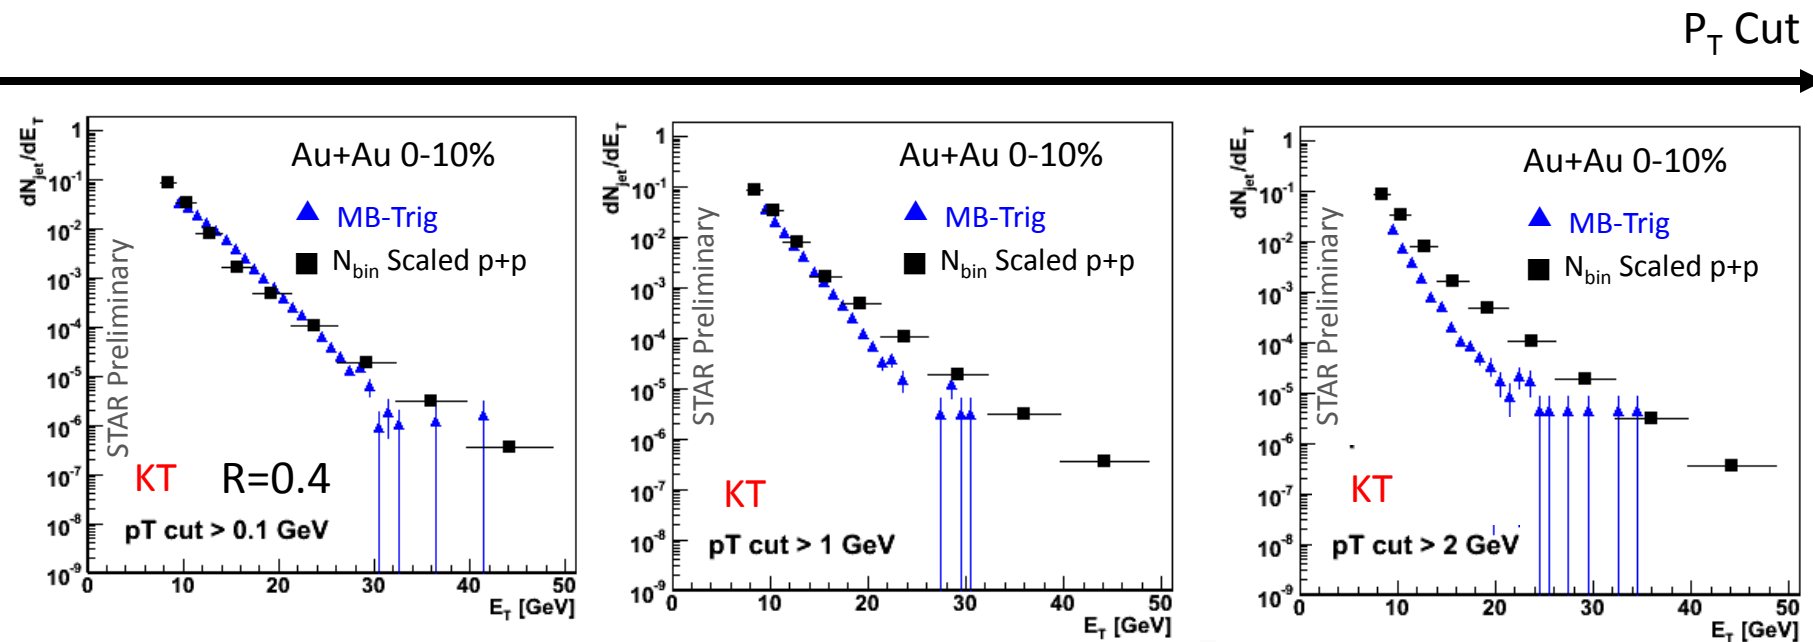 P_T Cut
dN_jet/dE_T
1
10^-1
10^-2
10^-3
10^-4
10^-5
10^-6
10^-7
10^-8
10^-9
Au+Au 0-10%
MB-Trig
N_bin Scaled p+p
STAR Preliminary
KT R=0.4
pT cut > 0.1 GeV
0 10 20 30 40 50
E_T [GeV]
dN_jet/dE_T
1
10^-1
10^-2
10^-3
10^-4
10^-5
10^-6
10^-7
10^-8
10^-9
Au+Au 0-10%
MB-Trig
N_bin Scaled p+p
STAR Preliminary
KT
pT cut > 1 GeV
0 10 20 30 40 50
E_T [GeV]
dN_jet/dE_T
1
10^-1
10^-2
10^-3
10^-4
10^-5
10^-6
10^-7
10^-8
10^-9
Au+Au 0-10%
MB-Trig
N_bin Scaled p+p
STAR Preliminary
KT
pT cut > 2 GeV
0 10 20 30 40 50
E_T [GeV]